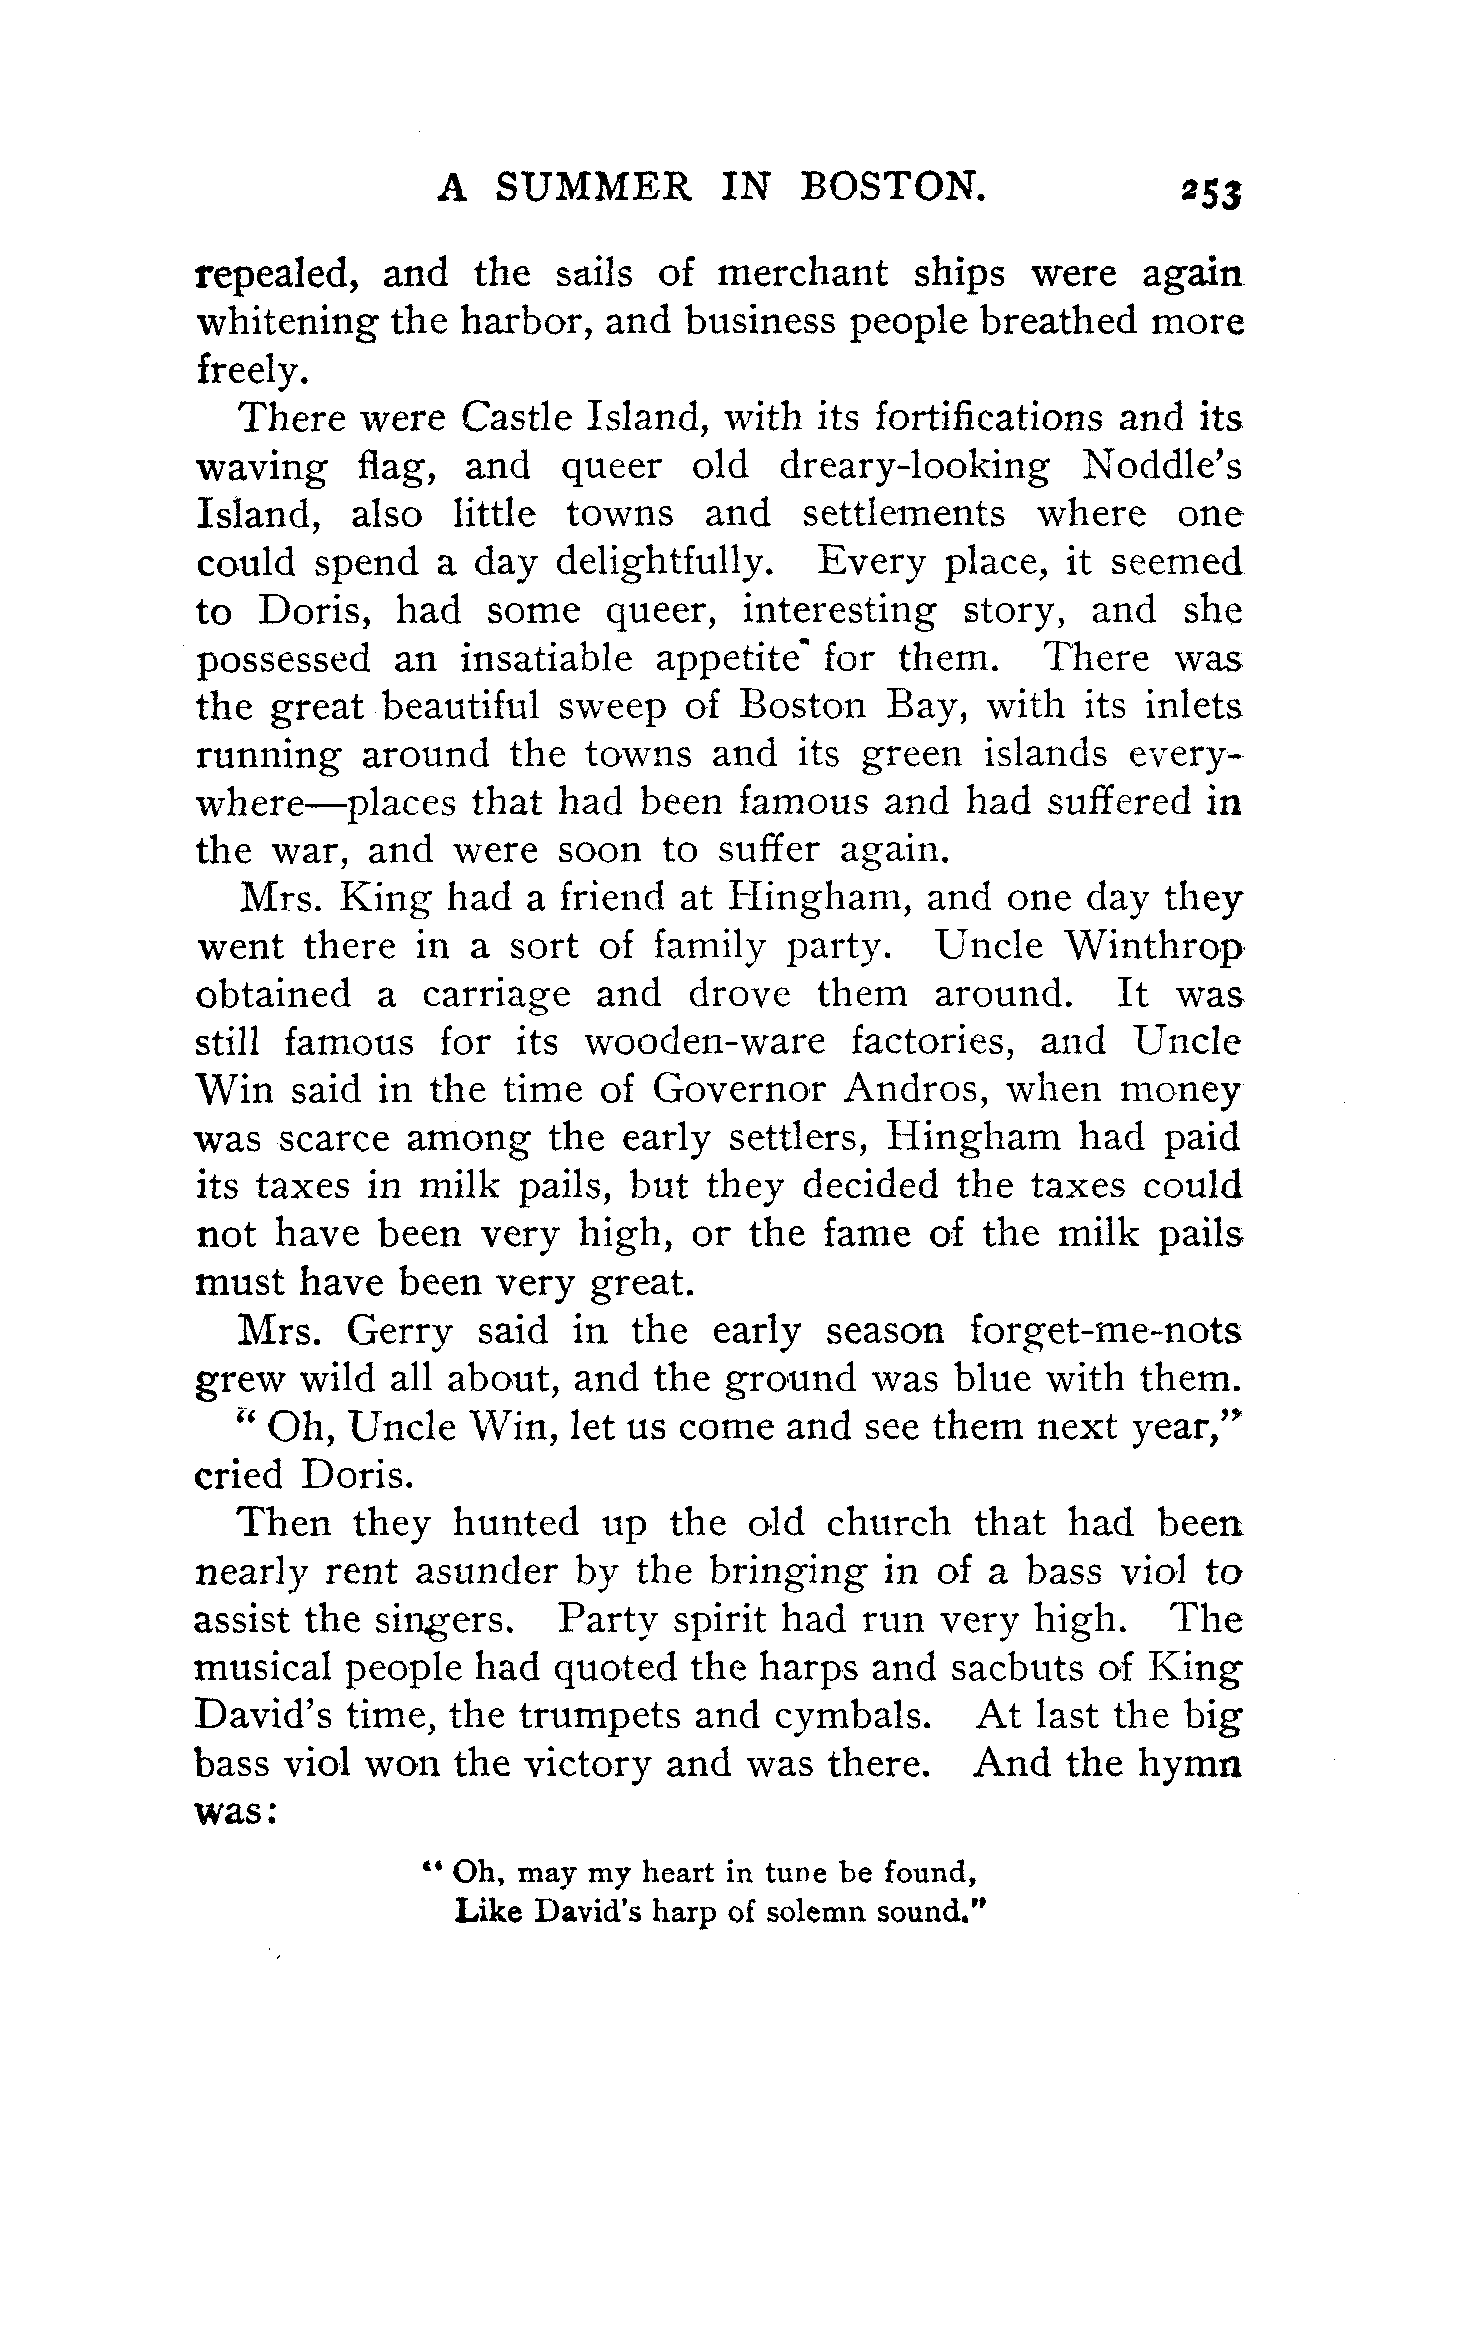 A SUMMER IN BOSTON. 253
repealed, and the sails of merchant ships were again
whitening the harbor, and business people breathed more
freely.
There were Castle Island, with its fortifications and its
waving flag, and queer old dreary-looking Noddle's
Island, also little towns and settlements where one
could spend a day delightfully. Every place, it seemed
to Doris, had some queer, interesting story, and she
possessed an insatiable appetite for them. There was
the great beautiful sweep of Boston Bay, with its inlets
running around the towns and its green islands every-
where—places that had been famous and had suffered in
the war, and were soon to suffer again.
Mrs. King had a friend at Hingham, and one day they
went there in a sort of family party. Uncle Winthrop
obtained a carriage and drove them around. It was
still famous for its wooden-ware factories, and Uncle
Win said in the time of Governor Andros, when money
was scarce among the early settlers, Hingham had paid
its taxes in milk pails, but they decided the taxes could
not have been very high, or the fame of the milk pails
must have been very great.
Mrs. Gerry said in the early season forget-me-nots
grew wild all about, and the ground was blue with them.
" Oh, Uncle Win, let us come and see them next year,"
cried Doris.
Then they hunted up the old church that had been
nearly rent asunder by the bringing in of a bass viol to
assist the singers. Party spirit had run very high. The
musical people had quoted the harps and sacbuts of King
David's time, the trumpets and cymbals. At last the big
bass viol won the victory and was there. And the hymn
was:
" Oh, may my heart in tune be found,
Like David's harp of solemn sound."